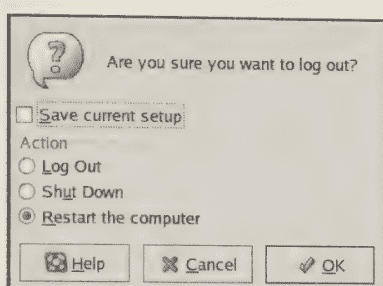 Are you sure you want to log out?
Save current setup
Action
Log Out
Shut Down
Restart the computer
Help Cancel OK